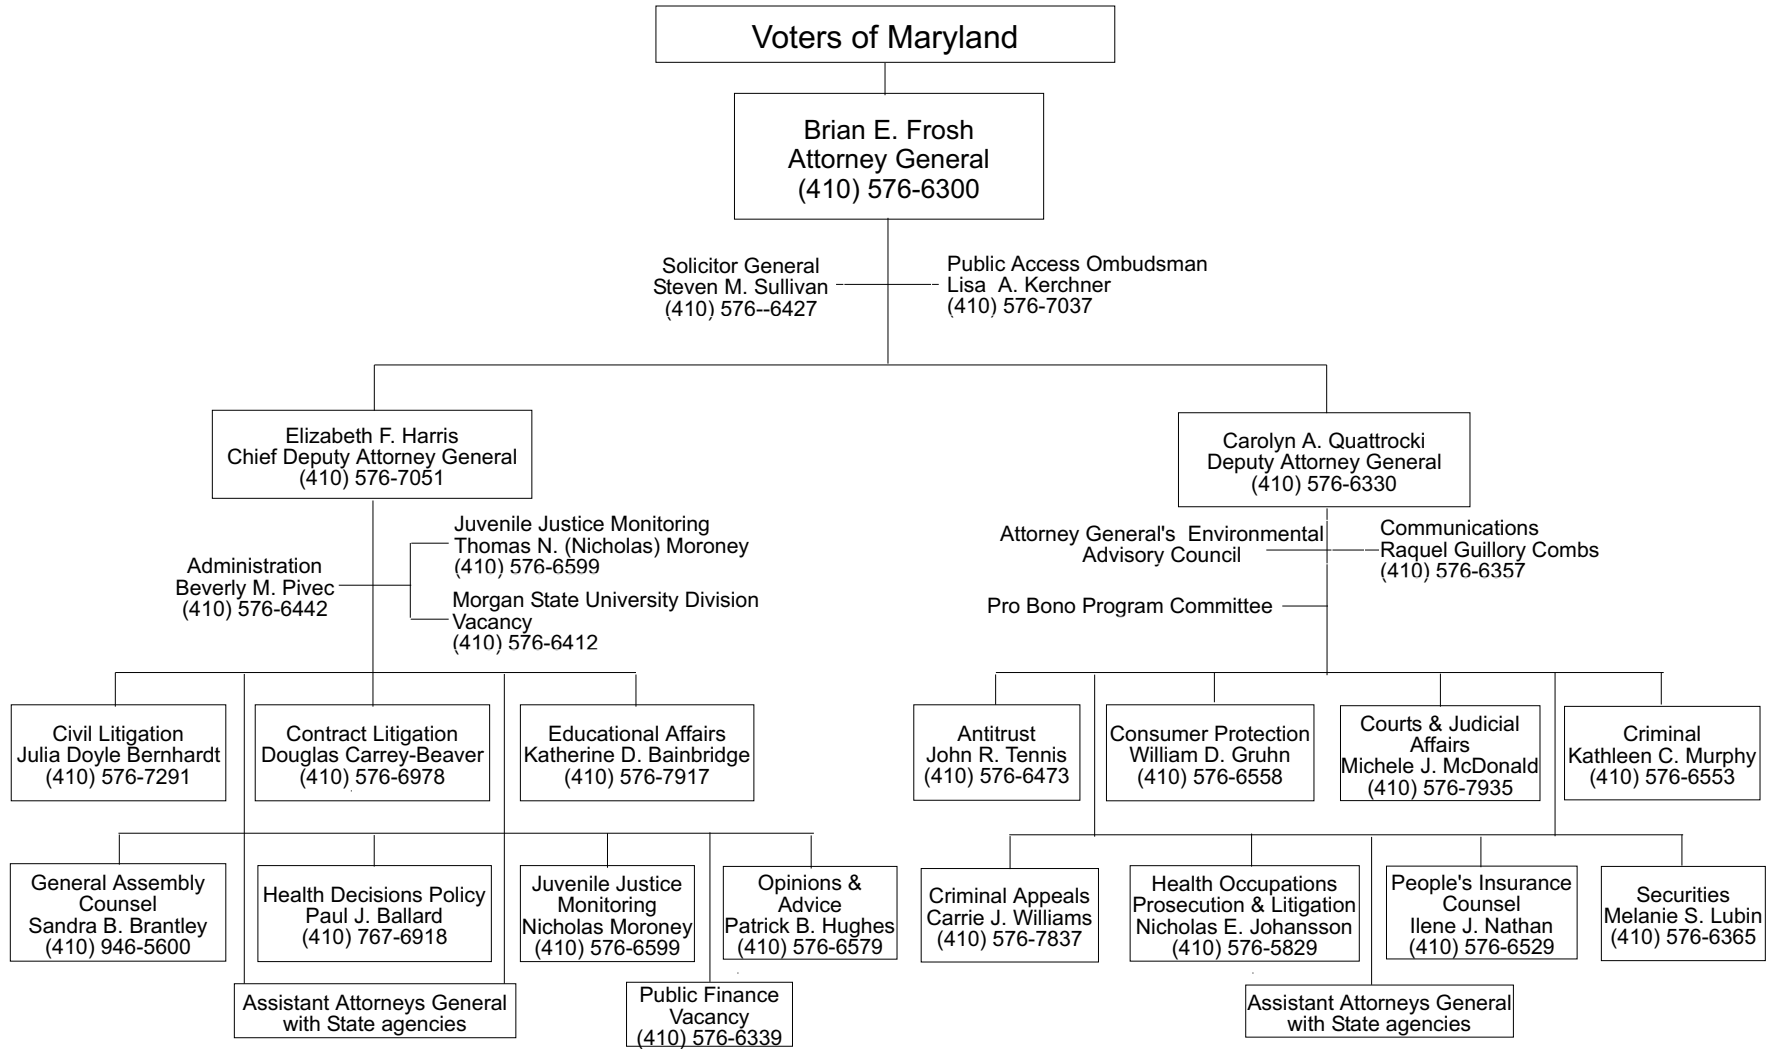 Voters of Maryland
Brian E. Frosh
Attorney General
(410) 576-6300
Solicitor General
Steven M. Sullivan
(410) 576--6427
Public Access Ombudsman
Lisa A. Kerchner
(410) 576-7037
Elizabeth F. Harris
Chief Deputy Attorney General
(410) 576-7051
Carolyn A. Quattrocki
Deputy Attorney General
(410) 576-6330
Administration
Beverly M. Pivec
(410) 576-6442
Juvenile Justice Monitoring
Thomas N. (Nicholas) Moroney
(410) 576-6599
Morgan State University Division
Vacancy
(410) 576-6412
Attorney General's Environmental
Advisory Council
Communications
Raquel Guillory Combs
(410) 576-6357
Pro Bono Program Committee
Civil Litigation
Julia Doyle Bernhardt
(410) 576-7291
Contract Litigation
Douglas Carrey-Beaver
(410) 576-6978
Educational Affairs
Katherine D. Bainbridge
(410) 576-7917
Antitrust
John R. Tennis
(410) 576-6473
Consumer Protection
William D. Gruhn
(410) 576-6558
Courts & Judicial
Affairs
Michele J. McDonald
(410) 576-7935
Criminal
Kathleen C. Murphy
(410) 576-6553
General Assembly
Counsel
Sandra B. Brantley
(410) 946-5600
Health Decisions Policy
Paul J. Ballard
(410) 767-6918
Juvenile Justice
Monitoring
Nicholas Moroney
(410) 576-6599
Opinions &
Advice
Patrick B. Hughes
(410) 576-6579
Criminal Appeals
Carrie J. Williams
(410) 576-7837
Health Occupations
Prosecution & Litigation
Nicholas E. Johansson
(410) 576-5829
People's Insurance
Counsel
Ilene J. Nathan
(410) 576-6529
Securities
Melanie S. Lubin
(410) 576-6365
Assistant Attorneys General
with State agencies
Public Finance
Vacancy
(410) 576-6339
Assistant Attorneys General
with State agencies